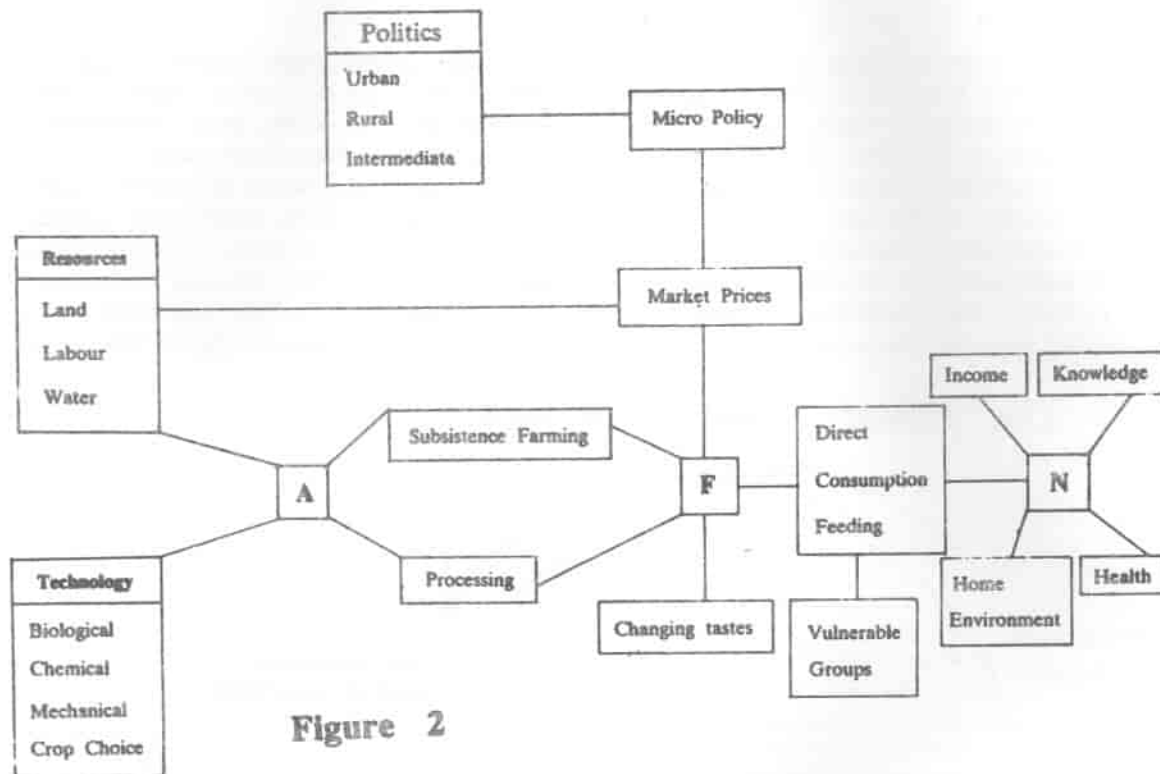 Politics
Urban
Rural
Intermediata
Micro Policy
Resources
Land
Labour
Water
Market Prices
Income
Knowledge
Subsistence Farming
Direct
Consumption
Feeding
A
F
N
Processing
Technology
Biological
Chemical
Mechanical
Crop Choice
Changing tastes
Vulnerable
Groups
Home
Environment
Health
Figure 2